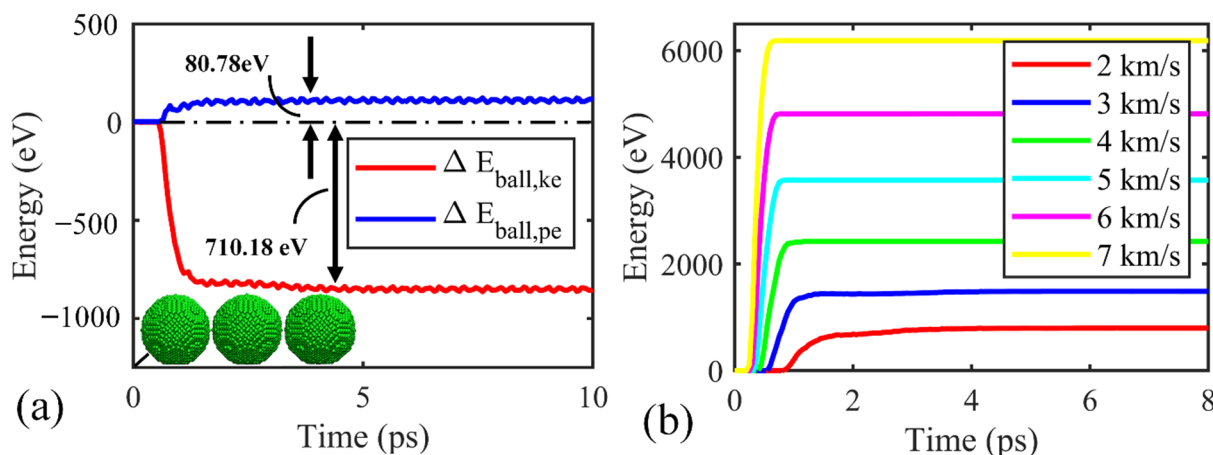 500
0
−500
−1000
Energy (eV)
80.78eV
710.18 eV
Δ E ball,ke
Δ E ball,pe
0
5
10
Time (ps)
(a)
6000
4000
2000
0
Energy (eV)
2 km/s
3 km/s
4 km/s
5 km/s
6 km/s
7 km/s
0
2
4
6
8
Time (ps)
(b)